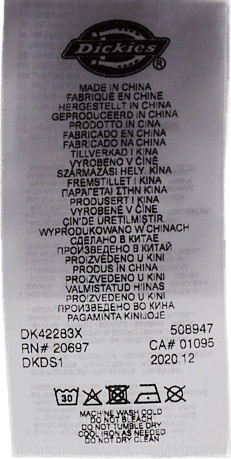 Dickies
MADE IN CHINA
FABRIQUÉ EN CHINE
HERGESTELLT IN CHINA
GEPRODUCEERD IN CHINA
PRODOTTO IN CINA
FABRICADO EN CHINA
FABRICADO NA CHINA
TILLVERKAD I KINA
VYROBENO V ČÍNĚ
SZÁRMAZÁSI HELY. KÍNA
FREMSTILLET I KINA
ΠΑΡΑΓΕΤΑΙ ΣΤΗΝ ΚΙΝΑ
PRODUSERT I KINA
VYROBENÉ V ČÍNE
ÇİN'DE ÜRETİLMİŞTİR
WYPRODUKOWANO W CHINACH
СДЕЛАНО В КИТАЕ
ПРОИЗВЕДЕНО В КИТАЙ
PROIZVEDENO U KINI
PRODUS IN CHINA
PROIZVEDENO U KINI
VALMISTATUD HIINAS
PROIZVEDENO U KINI
ПРОИЗВЕДЕНО ВО КИНА
PAGAMINTA KINIJOJE
DK42283X 508947
RN# 20697 CA# 01095
DKDS1 2020.12
30
MACHINE WASH COLD
DO NOT BLEACH
DO NOT TUMBLE DRY
COOL IRON AS NEEDED
DO NOT DRY CLEAN